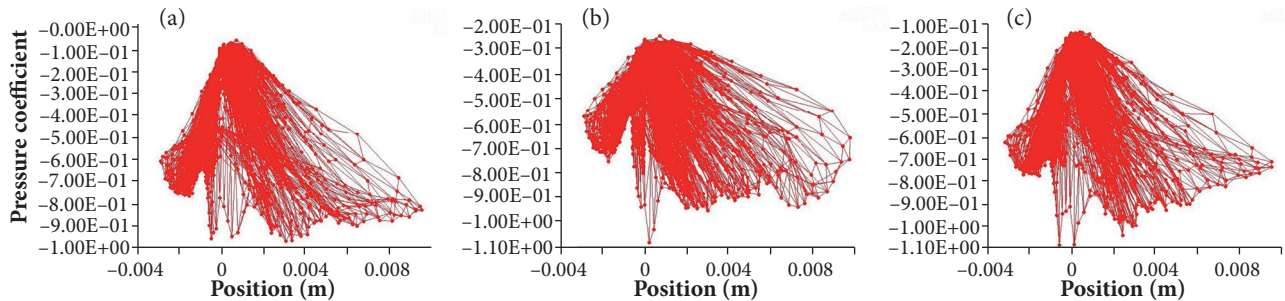 (a)
Pressure coefficient
−0.00E+00
−1.00E−01
−2.00E−01
−3.00E−01
−4.00E−01
−5.00E−01
−6.00E−01
−7.00E−01
−8.00E−01
−9.00E−01
−1.00E+00
−0.004
0
0.004
0.008
Position (m)
(b)
−2.00E−01
−3.00E−01
−4.00E−01
−5.00E−01
−6.00E−01
−7.00E−01
−8.00E−01
−9.00E−01
−1.00E+00
−1.10E+00
−0.004
0
0.004
0.008
Position (m)
(c)
−1.00E−01
−2.00E−01
−3.00E−01
−4.00E−01
−5.00E−01
−6.00E−01
−7.00E−01
−8.00E−01
−9.00E−01
−1.00E+00
−1.10E+00
−0.004
0
0.004
0.008
Position (m)